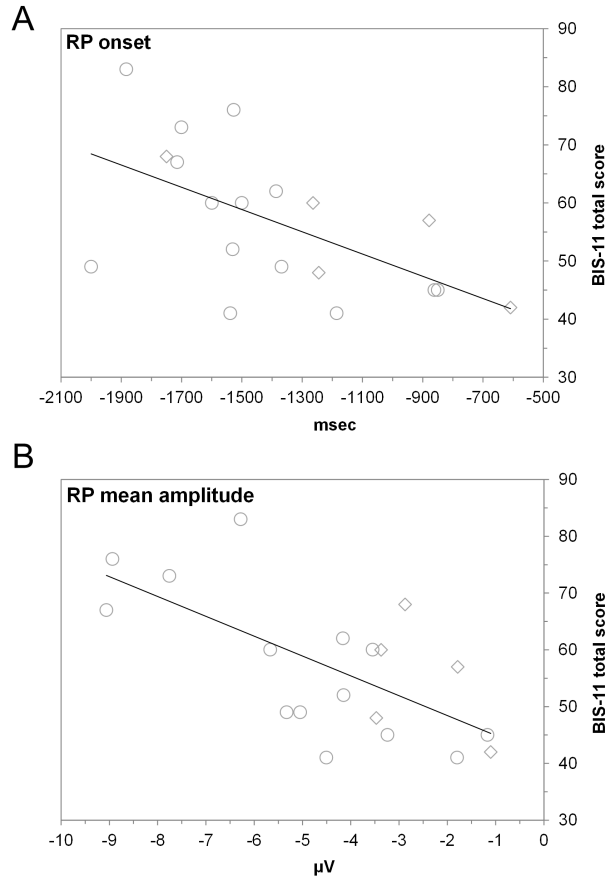 A
RP onset
90
80
70
60
50
40
30
BIS-11 total score
-2100 -1900 -1700 -1500 -1300 -1100 -900 -700 -500
msec
B
RP mean amplitude
90
80
70
60
50
40
30
BIS-11 total score
-10 -9 -8 -7 -6 -5 -4 -3 -2 -1 0
μV